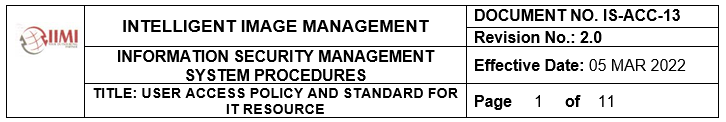 IIMI
INTELLIGENT IMAGE MANAGEMENT
DOCUMENT NO. IS-ACC-13
Revision No.: 2.0
INFORMATION SECURITY MANAGEMENT
SYSTEM PROCEDURES
Effective Date: 05 MAR 2022
TITLE: USER ACCESS POLICY AND STANDARD FOR
IT RESOURCE
Page 1 of 11